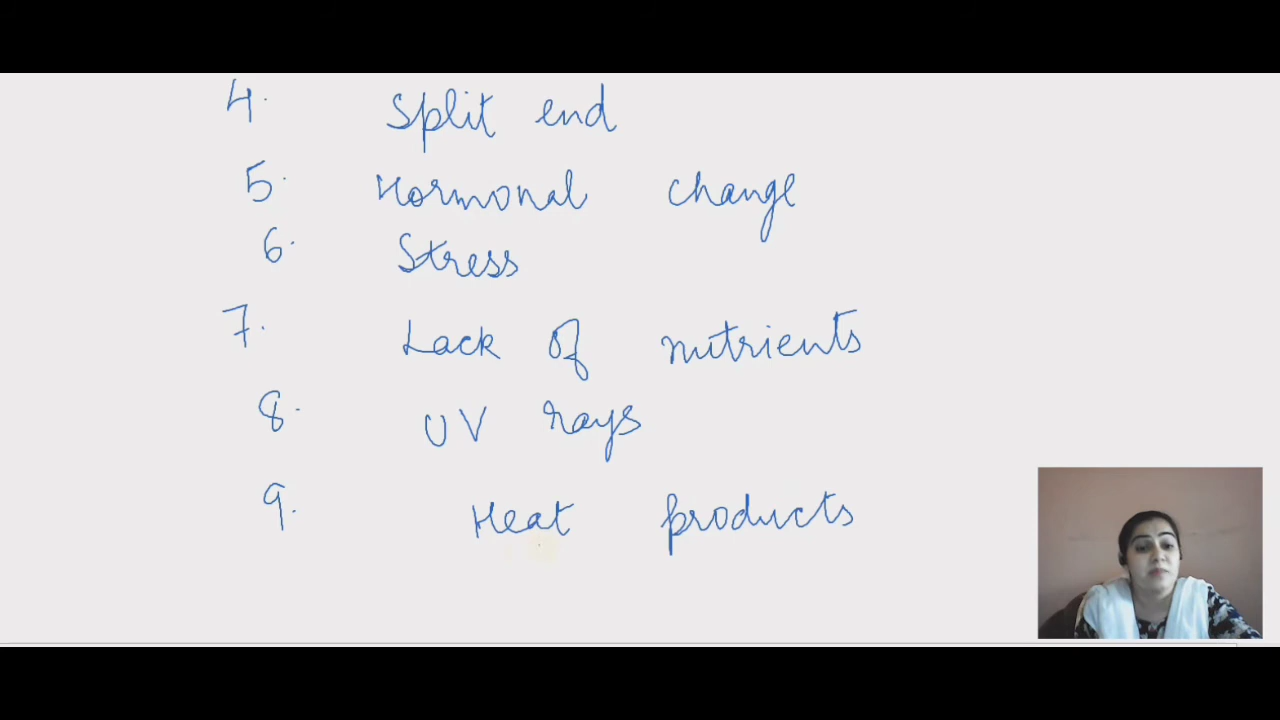 4. Split end
5. Hormonal change
6. Stress
7. Lack of nutrients
8. UV rays
9. Heat products